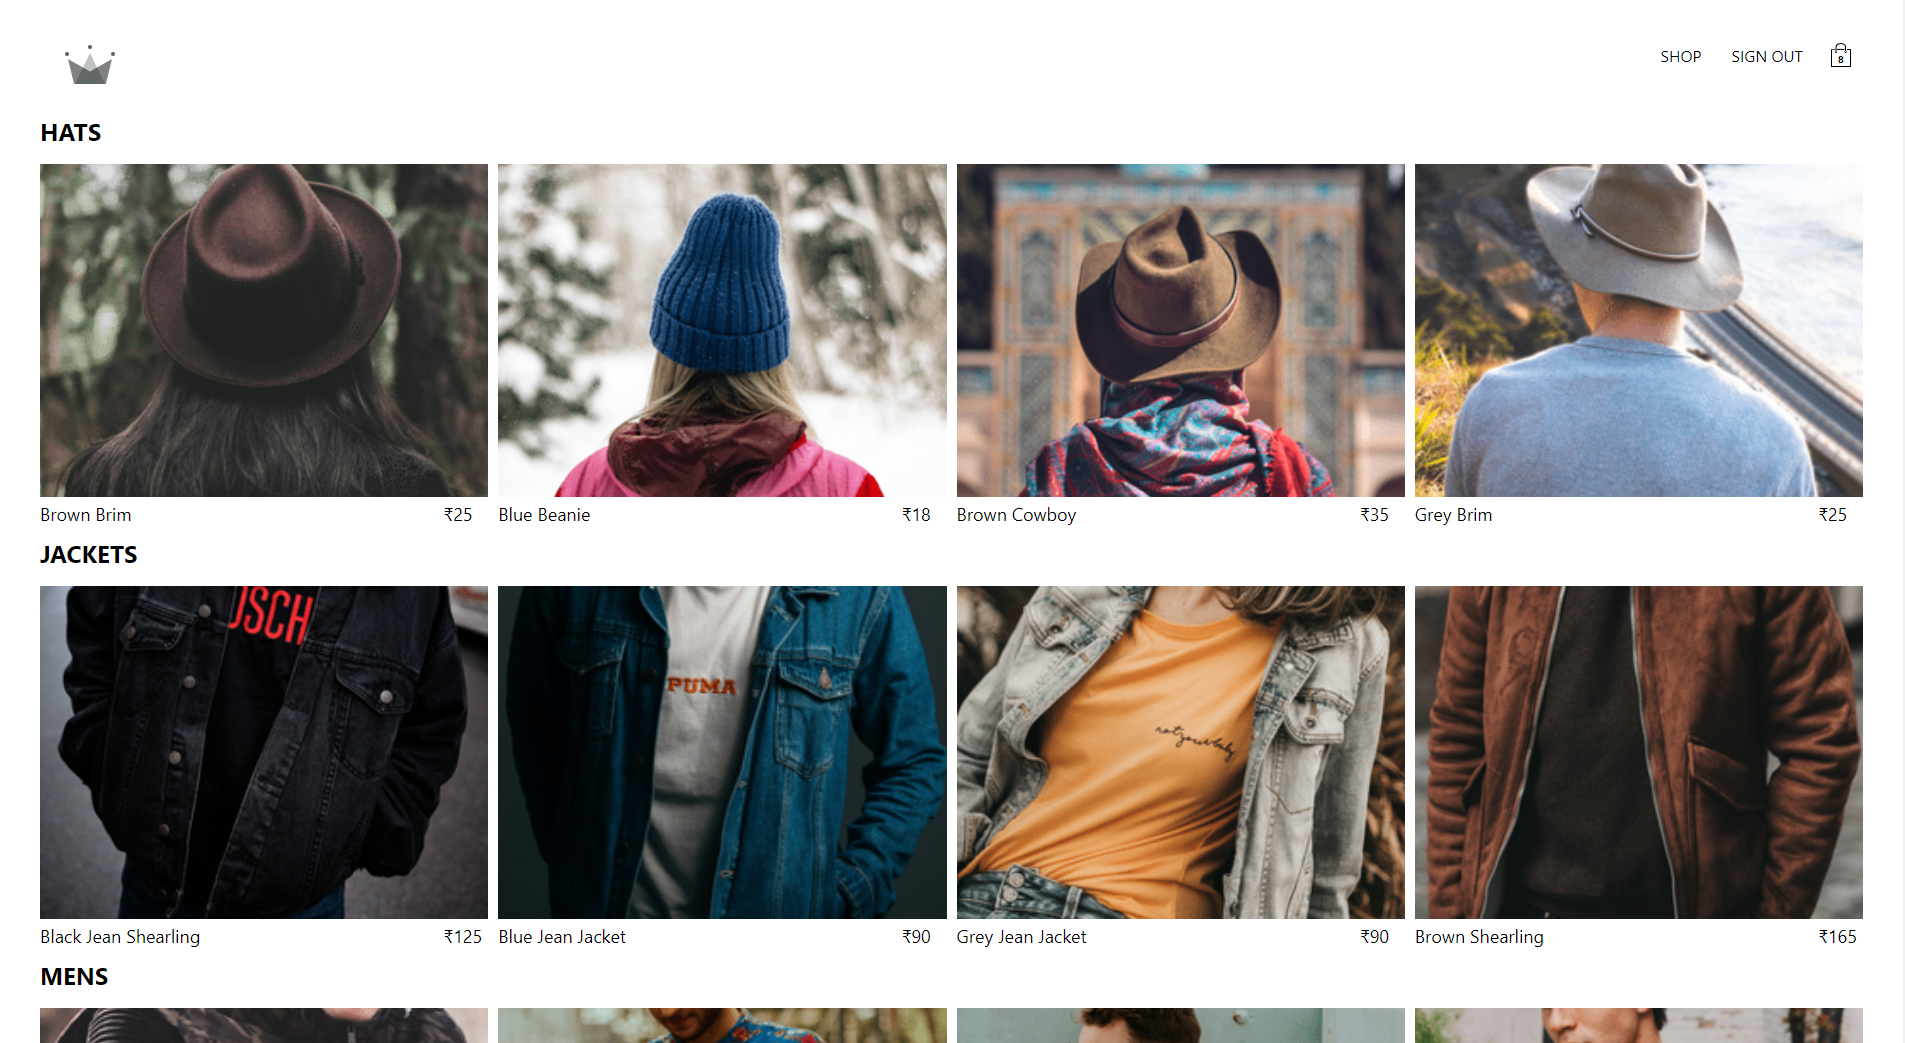 SHOP SIGN OUT 8
HATS
Brown Brim ₹25 Blue Beanie ₹18 Brown Cowboy ₹35 Grey Brim ₹25
JACKETS
USCH
PUMA
notyourbaby
Black Jean Shearling ₹125 Blue Jean Jacket ₹90 Grey Jean Jacket ₹90 Brown Shearling ₹165
MENS